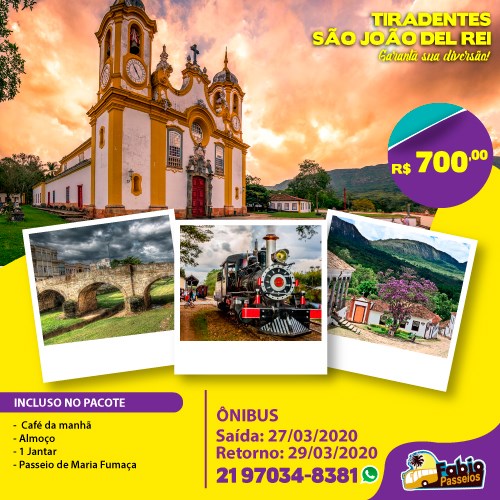 TIRADENTES
SÃO JOÃO DEL REI
Garanta sua diversão!
R$ 700,00
INCLUSO NO PACOTE
- Café da manhã
- Almoço
- 1 Jantar
- Passeio de Maria Fumaça
ÔNIBUS
Saída: 27/03/2020
Retorno: 29/03/2020
21 97034-8381
Fabio
Passeios